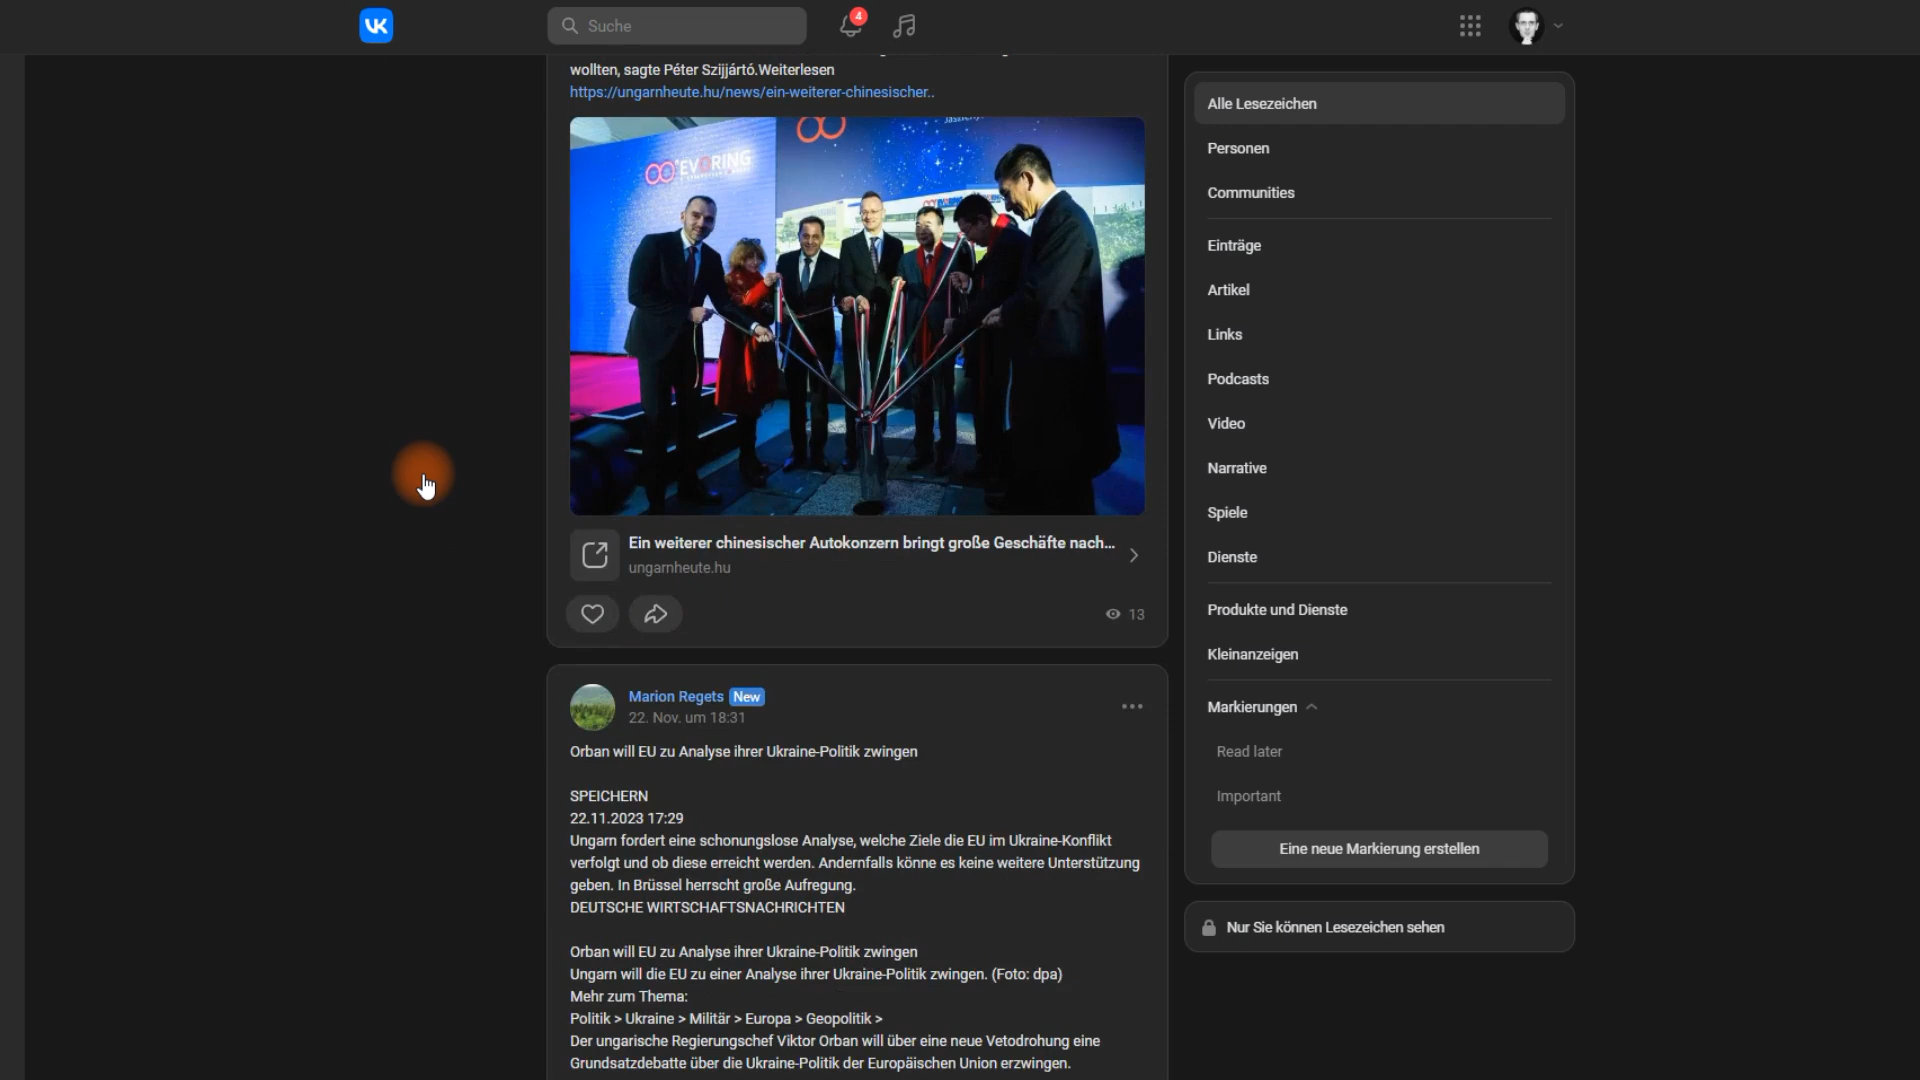 Suche
4
wollten, sagte Péter Szijjártó.Weiterlesen
https://ungarnheute.hu/news/ein-weiterer-chinesischer..
Ein weiterer chinesischer Autokonzern bringt große Geschäfte nach...
ungarnheute.hu
13
Marion Regets New
22. Nov. um 18:31
Orban will EU zu Analyse ihrer Ukraine-Politik zwingen
SPEICHERN
22.11.2023 17:29
Ungarn fordert eine schonungslose Analyse, welche Ziele die EU im Ukraine-Konflikt
verfolgt und ob diese erreicht werden. Andernfalls könne es keine weitere Unterstützung
geben. In Brüssel herrscht große Aufregung.
DEUTSCHE WIRTSCHAFTSNACHRICHTEN
Orban will EU zu Analyse ihrer Ukraine-Politik zwingen
Ungarn will die EU zu einer Analyse ihrer Ukraine-Politik zwingen. (Foto: dpa)
Mehr zum Thema:
Politik > Ukraine > Militär > Europa > Geopolitik >
Der ungarische Regierungschef Viktor Orban will über eine neue Vetodrohung eine
Grundsatzdebatte über die Ukraine-Politik der Europäischen Union erzwingen.
Alle Lesezeichen
Personen
Communities
Einträge
Artikel
Links
Podcasts
Video
Narrative
Spiele
Dienste
Produkte und Dienste
Kleinanzeigen
Markierungen
Read later
Important
Eine neue Markierung erstellen
Nur Sie können Lesezeichen sehen